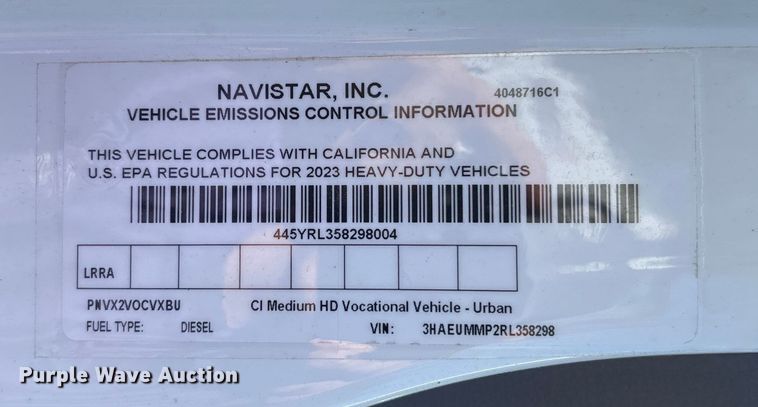 NAVISTAR, INC.
4048716C1
VEHICLE EMISSIONS CONTROL INFORMATION
THIS VEHICLE COMPLIES WITH CALIFORNIA AND
U.S. EPA REGULATIONS FOR 2023 HEAVY-DUTY VEHICLES
445YRL358298004
LRRA
PNVX2VOCVXBU CI Medium HD Vocational Vehicle - Urban
FUEL TYPE: DIESEL VIN: 3HAEUMMP2RL358298
Purple Wave Auction